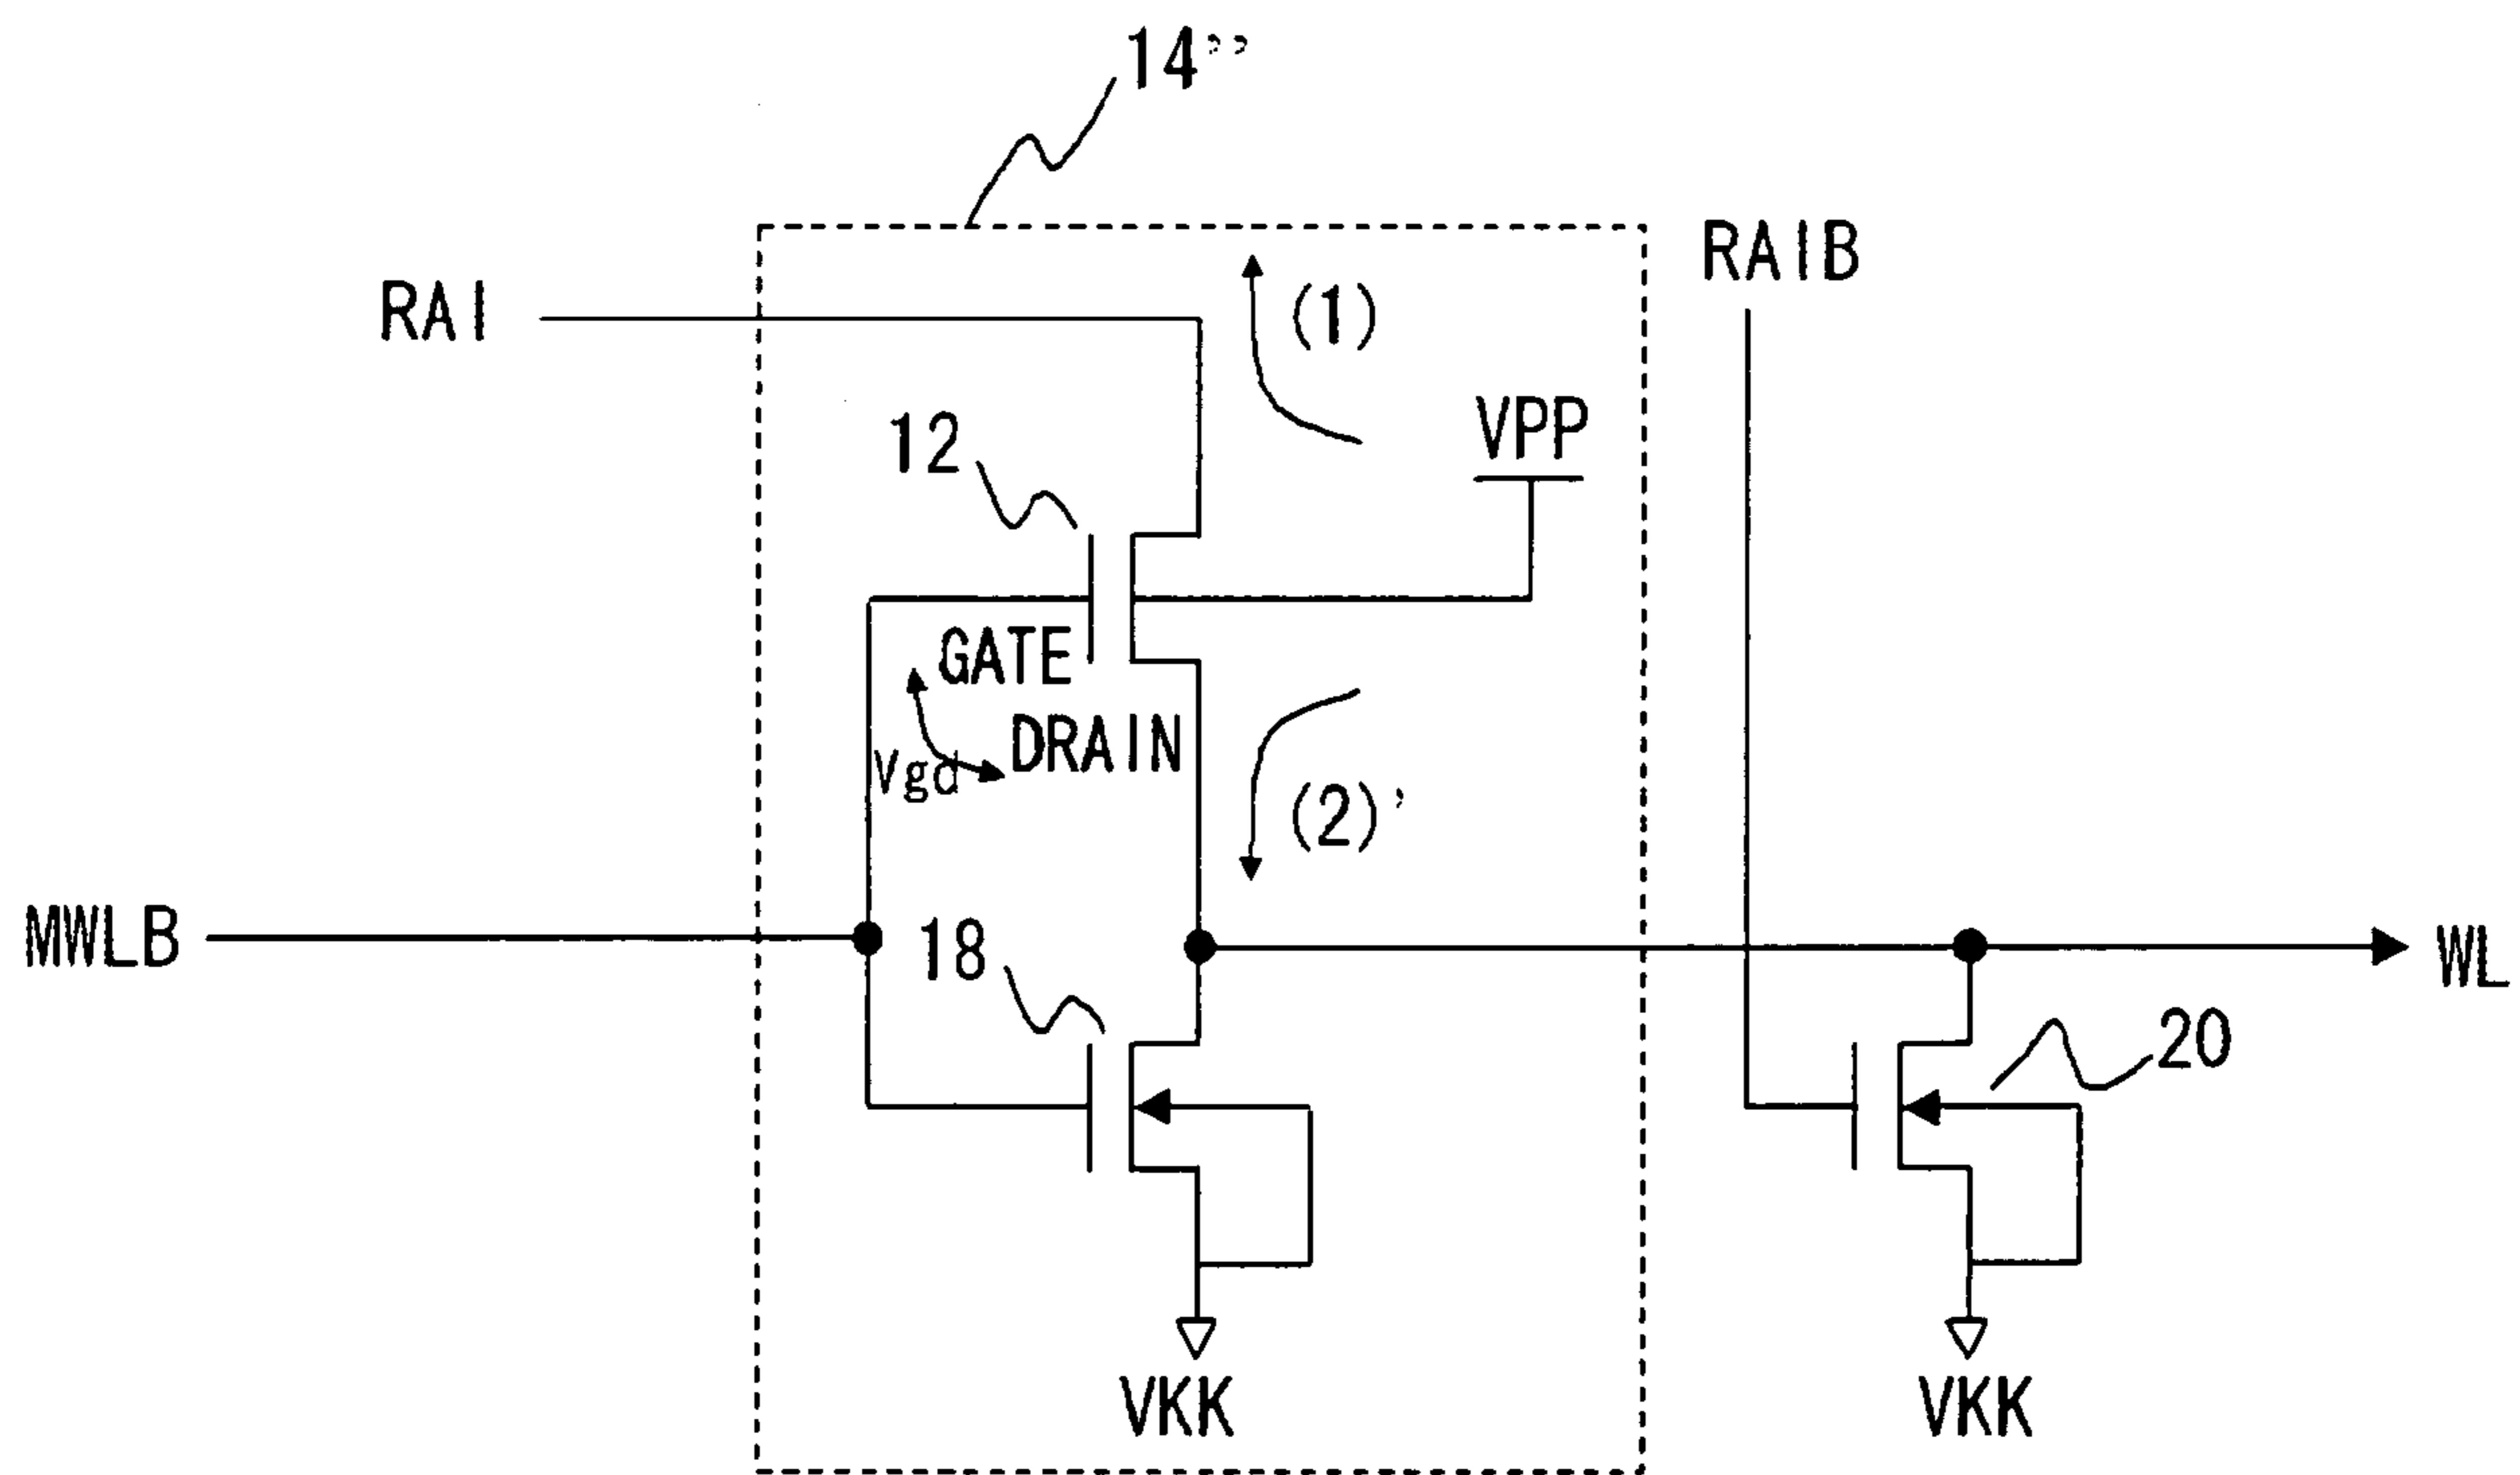 14’’
RAI
(1)
RAIB
12
VPP
GATE
DRAIN
Vgd
(2)’
MWLB
18
WL
20
VKK
VKK